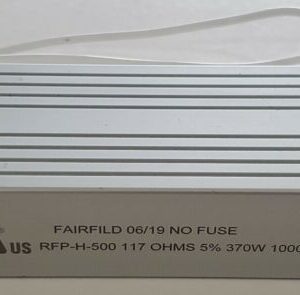 FAIRFILD 06/19 NO FUSE
US RFP-H-500 117 OHMS 5% 370W 1000